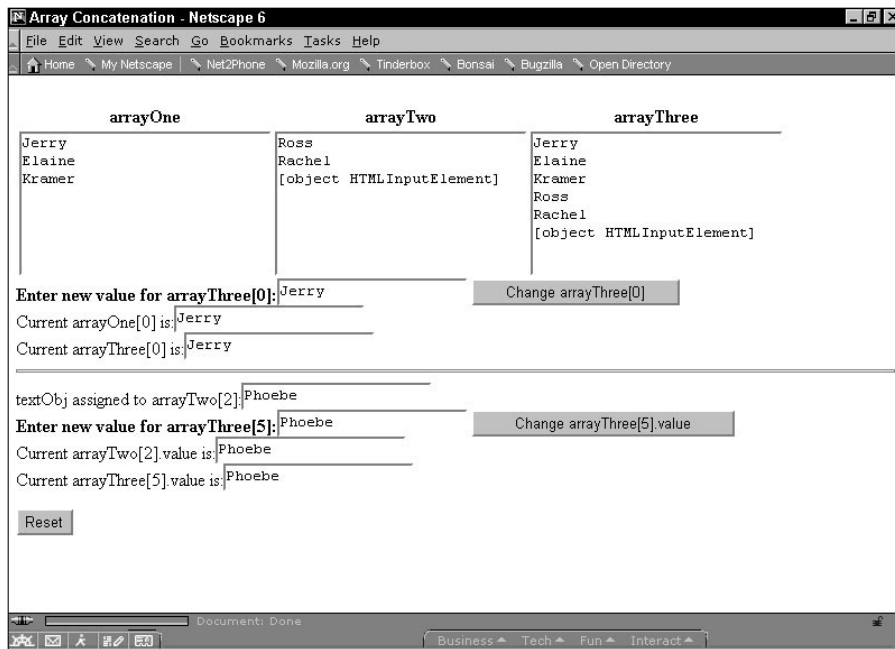 Array Concatenation - Netscape 6
File Edit View Search Go Bookmarks Tasks Help
Home My Netscape Net2Phone Mozilla.org Tinderbox Bonsai Bugzilla Open Directory
arrayOne arrayTwo arrayThree
Jerry Ross Jerry
Elaine Rachel Elaine
Kramer [object HTMLInputElement] Kramer
Ross
Rachel
[object HTMLInputElement]
Enter new value for arrayThree[0]: Jerry Change arrayThree[0]
Current arrayOne[0] is: Jerry
Current arrayThree[0] is: Jerry
textObj assigned to arrayTwo[2]: Phoebe
Enter new value for arrayThree[5]: Phoebe Change arrayThree[5].value
Current arrayTwo[2].value is: Phoebe
Current arrayThree[5].value is: Phoebe
Reset
Document: Done
Business Tech Fun Interact